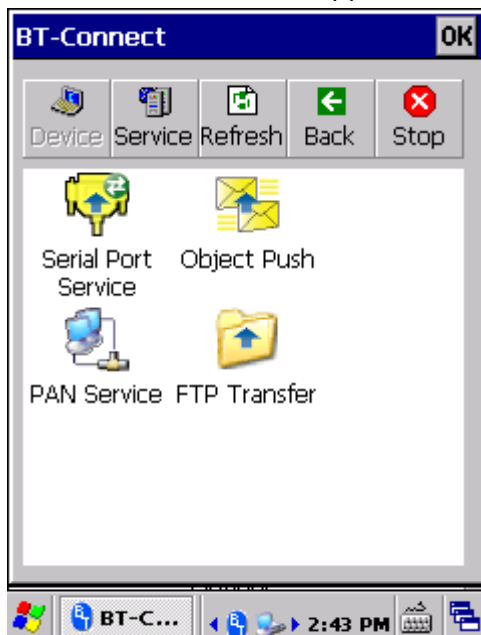 BT-Connect OK
Device Service Refresh Back Stop
Serial Port Service
Object Push
PAN Service
FTP Transfer
BT-C... 2:43 PM